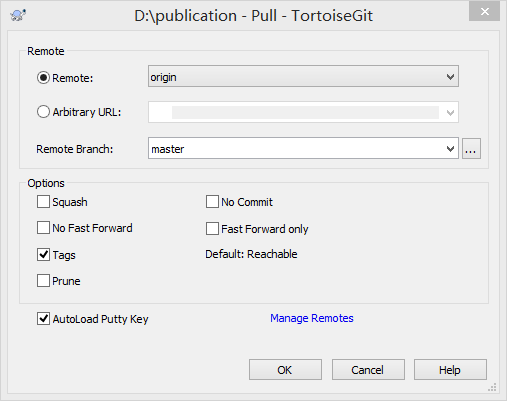 D:\publication - Pull - TortoiseGit
Remote
Remote: origin
Arbitrary URL:
Remote Branch: master ...
Options
Squash No Commit
No Fast Forward Fast Forward only
Tags Default: Reachable
Prune
AutoLoad Putty Key Manage Remotes
OK Cancel Help